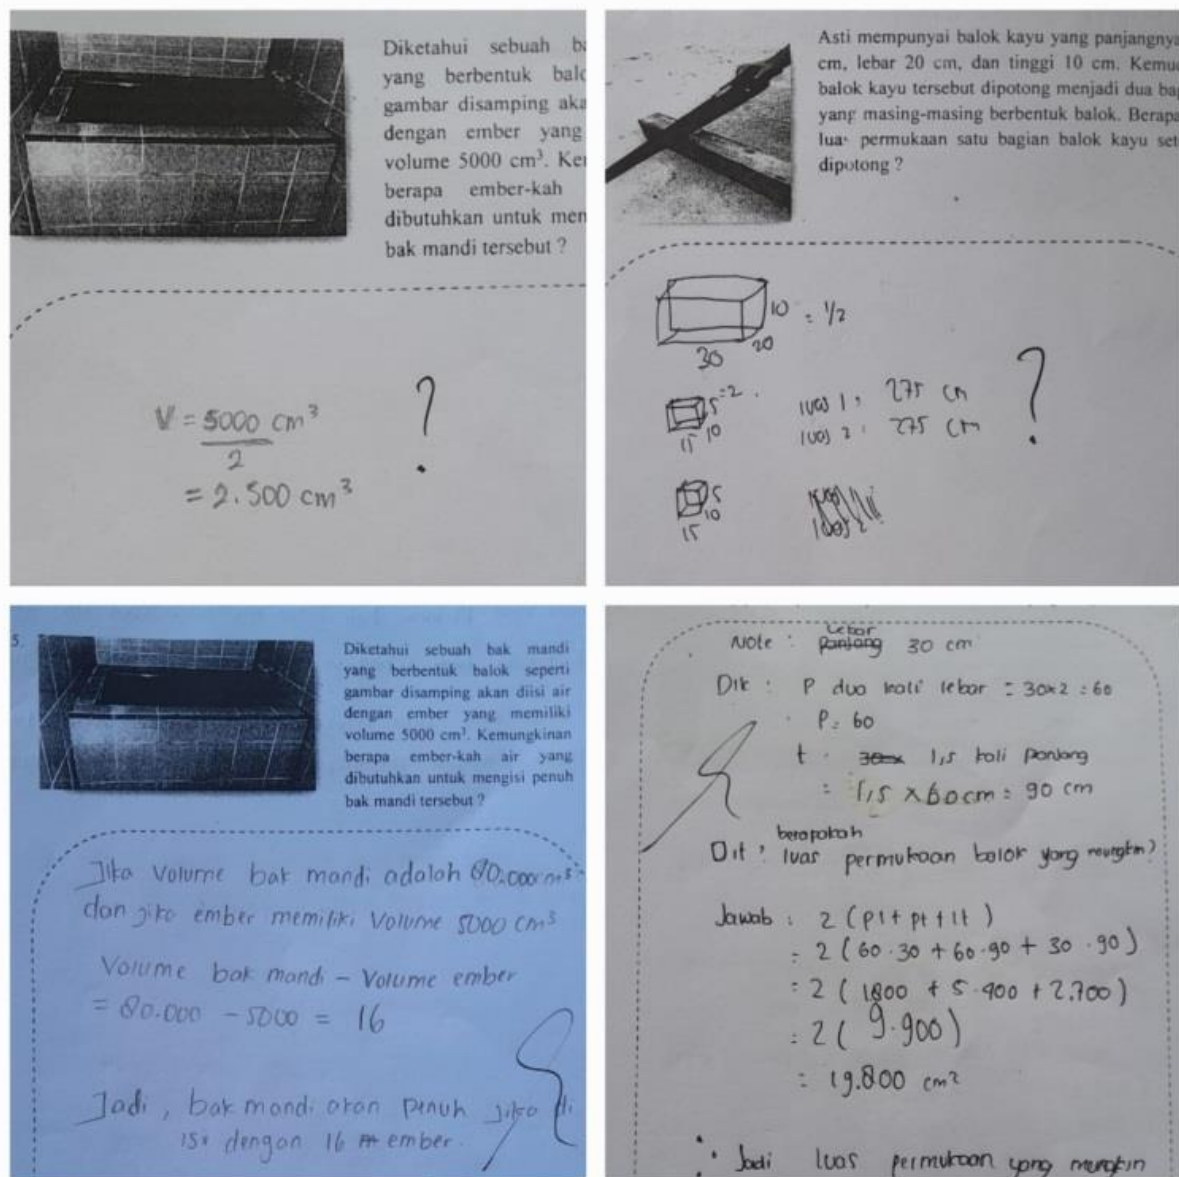 Diketahui sebuah
yang berbentuk
gambar disamping
dengan ember yang
volume 5000 cm³.
berapa ember-kah
dibutuhkan untuk
bak mandi tersebut ?
V = 5000 cm³
2
= 2.500 cm³
?
Asti mempunyai balok kayu yang panjangnya
cm, lebar 20 cm, dan tinggi 10 cm.
balok kayu tersebut dipotong menjadi dua
yang masing-masing berbentuk balok.
permukaan satu bagian balok kayu
dipotong ?
10 = 1/2
30 20
5 = 2
15 10
luas 1 : 275 cm
luas 2 : 275 cm
?
5
15 10
5.
Diketahui sebuah bak mandi
yang berbentuk balok seperti
gambar disamping akan diisi air
dengan ember yang memiliki
volume 5000 cm³. Kemungkinan
berapa ember-kah air yang
dibutuhkan untuk mengisi penuh
bak mandi tersebut ?
Jika Volume bak mandi adalah 80.000 cm³
dan jika ember memiliki Volume 5000 cm³
Volume bak mandi - Volume ember
= 80.000 - 5000 = 16
Jadi, bak mandi akan penuh jika di
isi dengan 16 ember.
Note : lebar 30 cm
Dik : P dua kali lebar = 30×2 = 60
P = 60
t 1,5 kali panjang
= 1,5 × 60 cm = 90 cm
Dit : berapakah luas permukaan balok yang mungkin?
Jawab : 2 (pl + pt + lt)
= 2 (60 . 30 + 60 . 90 + 30 . 90)
= 2 (1800 + 5.400 + 2.700)
= 2 ( 9.900)
= 19.800 cm²
∴ Jadi luas permukaan yang mungkin